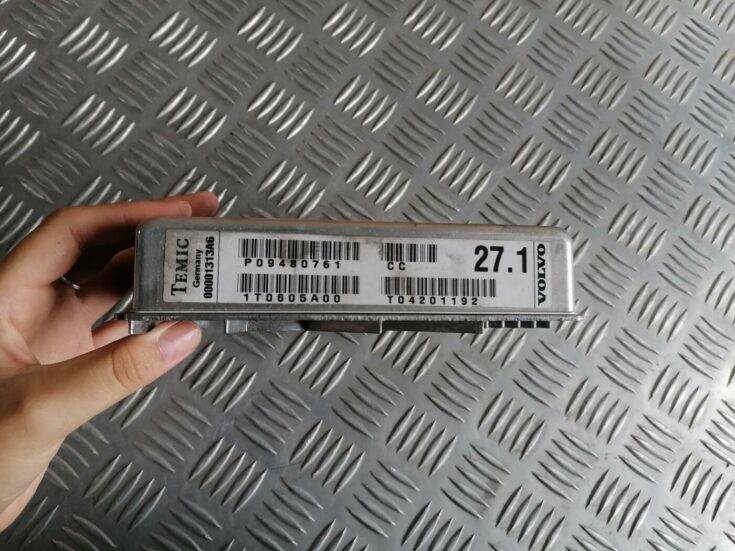 TEMIC
Germany
00001313A6
P09480761
CC
27.1
VOLVO
1T0605A00
T04201192